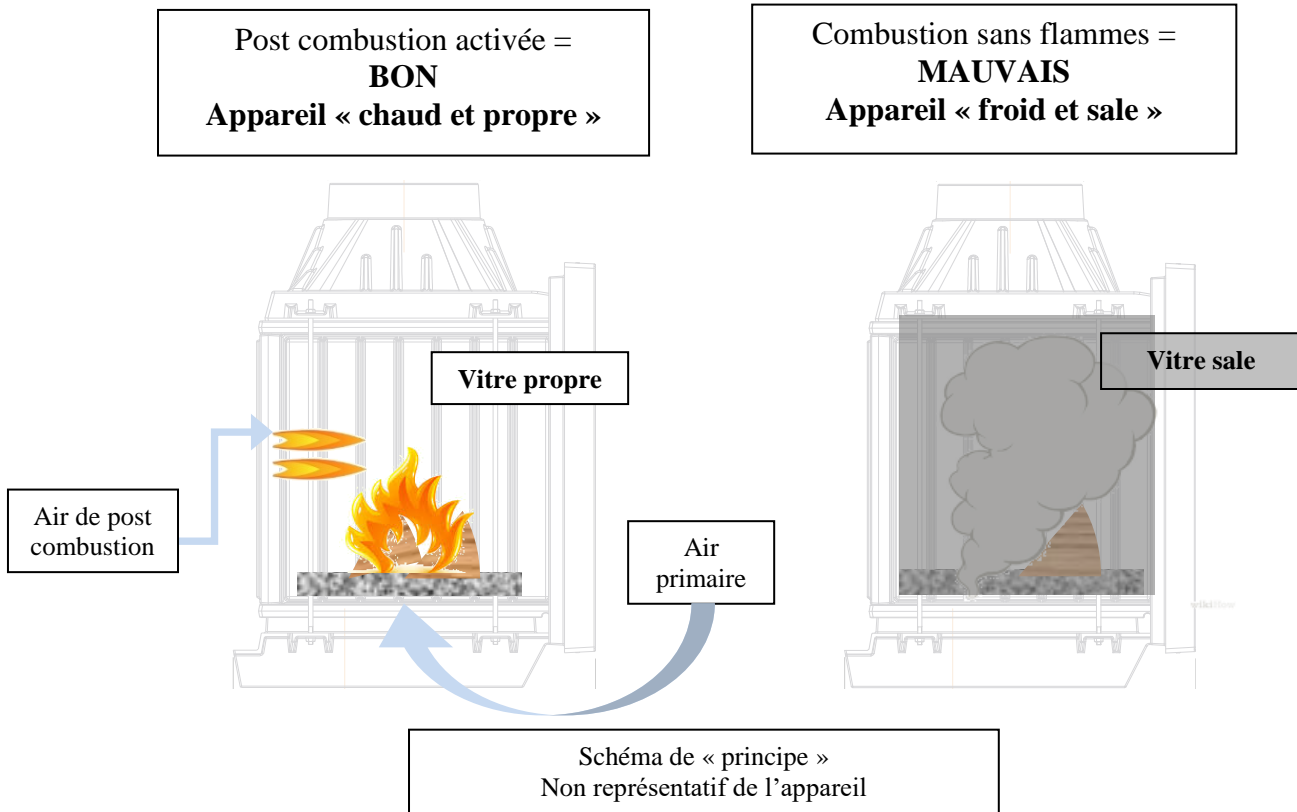 Post combustion activée =
BON
Appareil « chaud et propre »
Combustion sans flammes =
MAUVAIS
Appareil « froid et sale »
Vitre propre
Vitre sale
Air de post
combustion
Air
primaire
wikiHow
Schéma de « principe »
Non représentatif de l’appareil